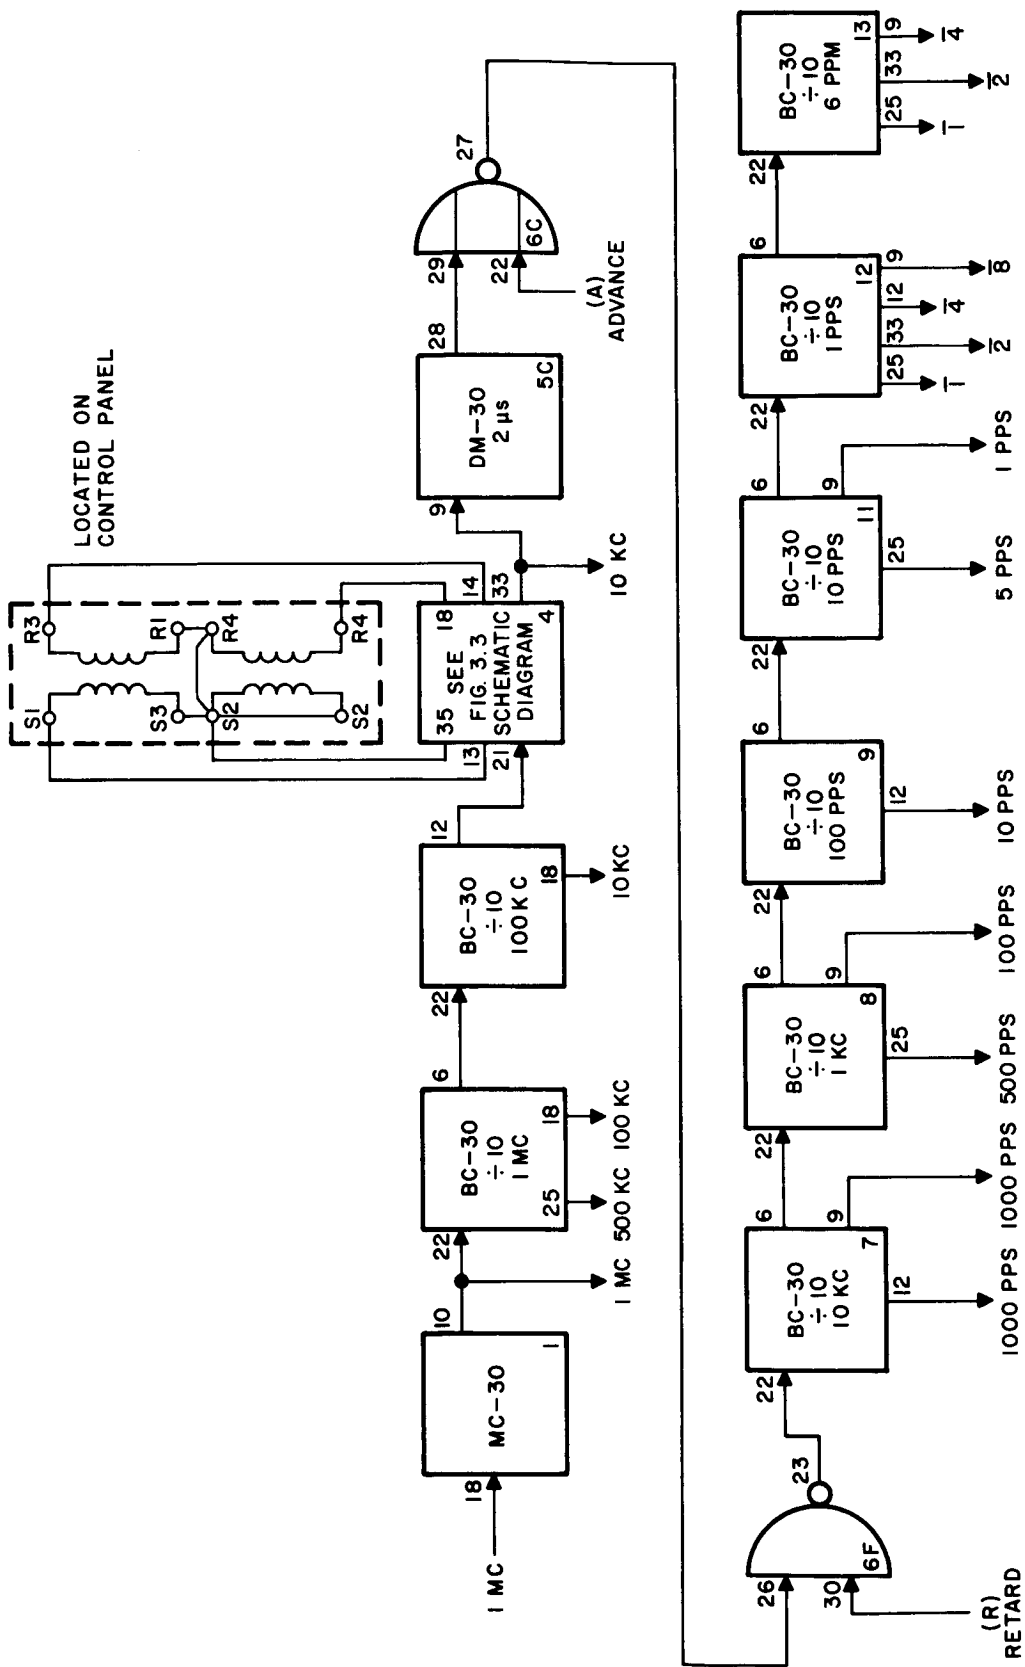 LOCATED ON
CONTROL PANEL
S1
S3
S2
S2
R3
R1
R4
R4
1 MC
18
MC-30
1
10
1 MC
22
BC-30
÷10
1 MC
25
18
500 KC
100 KC
6
22
BC-30
÷10
100KC
18
10KC
12
35
13
21
SEE
FIG. 3.3
SCHEMATIC
DIAGRAM
18
14
33
4
10 KC
9
DM-30
2 µs
5C
28
29
22
6C
(A)
ADVANCE
27
26
30
6F
(R)
RETARD
23
22
BC-30
÷10
10 KC
7
12
1000 PPS
6
9
1000 PPS
22
BC-30
÷10
1 KC
8
25
500 PPS
6
9
100 PPS
22
BC-30
÷10
100 PPS
9
12
10 PPS
6
22
BC-30
÷10
10 PPS
11
25
5 PPS
6
9
1 PPS
22
BC-30
÷10
1 PPS
12
25
33
12
9
1̅
2̅
4̅
8̅
6
22
BC-30
÷10
6 PPM
13
25
33
9
1̅
2̅
4̅